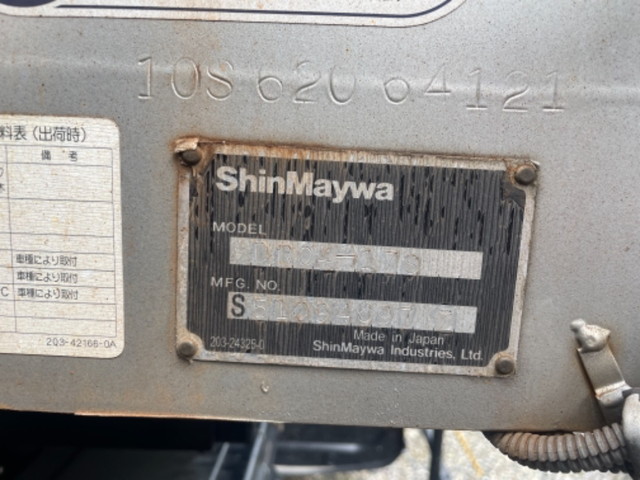 10S 620 64121
料表（出荷時）
備 考
車種により取付
車種により取付
C 車種により取付
203-42166-0A
ShinMaywa
MODEL
MFG. NO.
S
Made in Japan
203-24325-0
ShinMaywa Industries, Ltd.